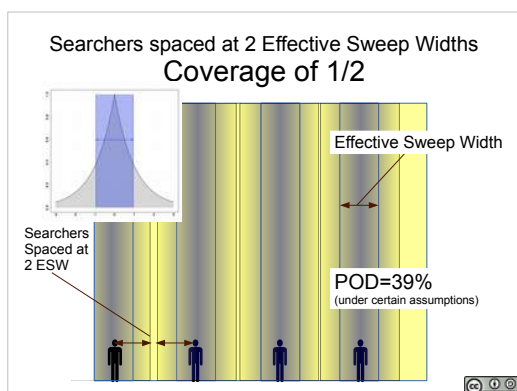 Searchers spaced at 2 Effective Sweep Widths
Coverage of 1/2
Effective Sweep Width
Searchers
Spaced at
2 ESW
POD=39%
(under certain assumptions)
cc